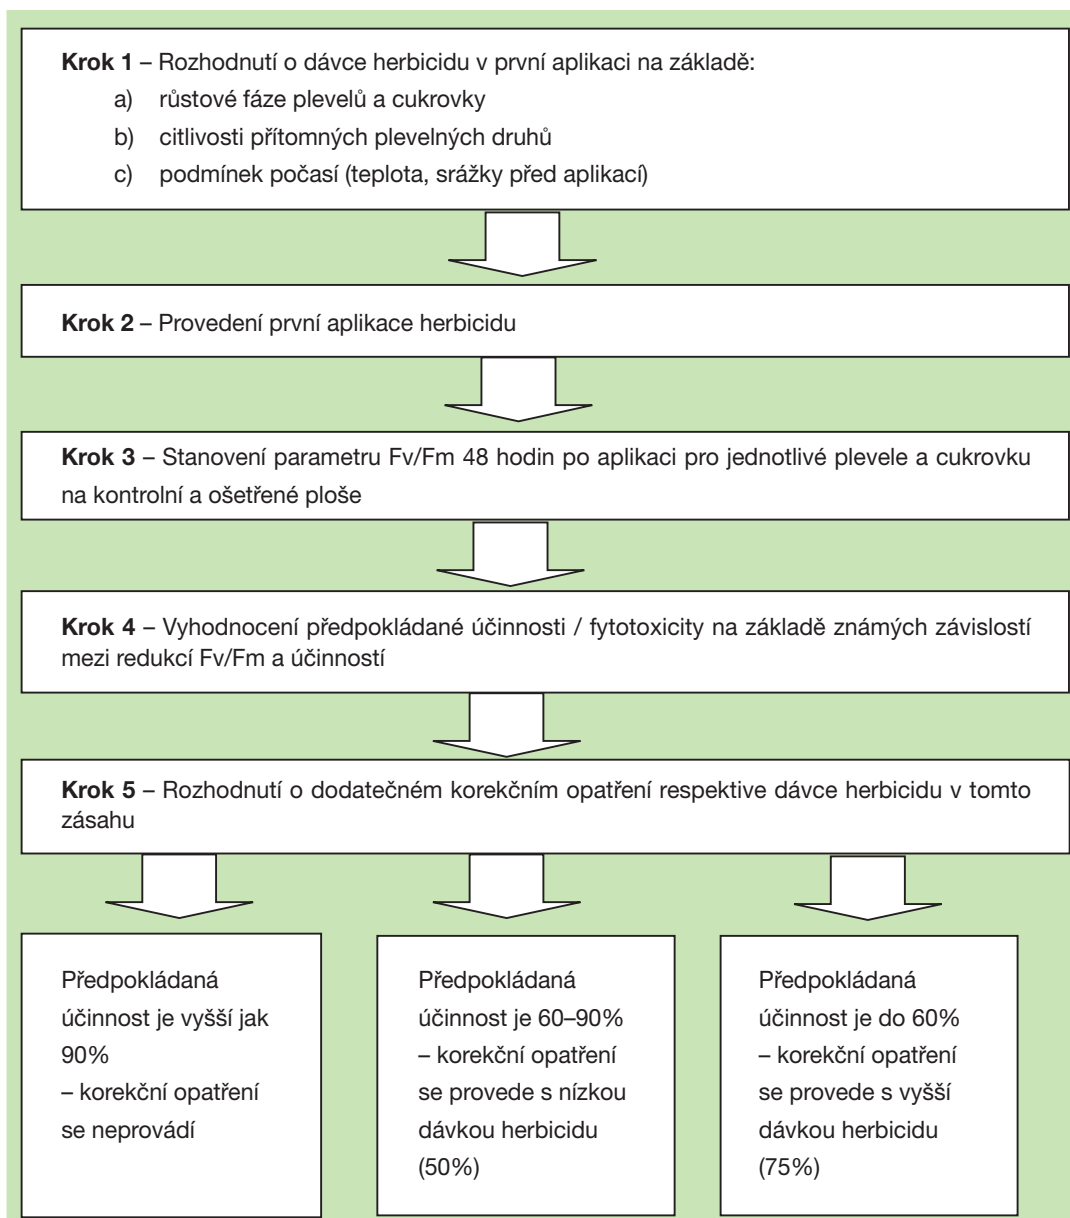 Krok 1 – Rozhodnutí o dávce herbicidu v první aplikaci na základě:
a) růstové fáze plevelů a cukrovky
b) citlivosti přítomných plevelných druhů
c) podmínek počasí (teplota, srážky před aplikací)
Krok 2 – Provedení první aplikace herbicidu
Krok 3 – Stanovení parametru Fv/Fm 48 hodin po aplikaci pro jednotlivé plevele a cukrovku
na kontrolní a ošetřené ploše
Krok 4 – Vyhodnocení předpokládané účinnosti / fytotoxicity na základě známých závislostí
mezi redukcí Fv/Fm a účinností
Krok 5 – Rozhodnutí o dodatečném korekčním opatření respektive dávce herbicidu v tomto
zásahu
Předpokládaná
účinnost je vyšší jak
90%
– korekční opatření
se neprovádí
Předpokládaná
účinnost je 60–90%
– korekční opatření
se provede s nízkou
dávkou herbicidu
(50%)
Předpokládaná
účinnost je do 60%
– korekční opatření
se provede s vyšší
dávkou herbicidu
(75%)